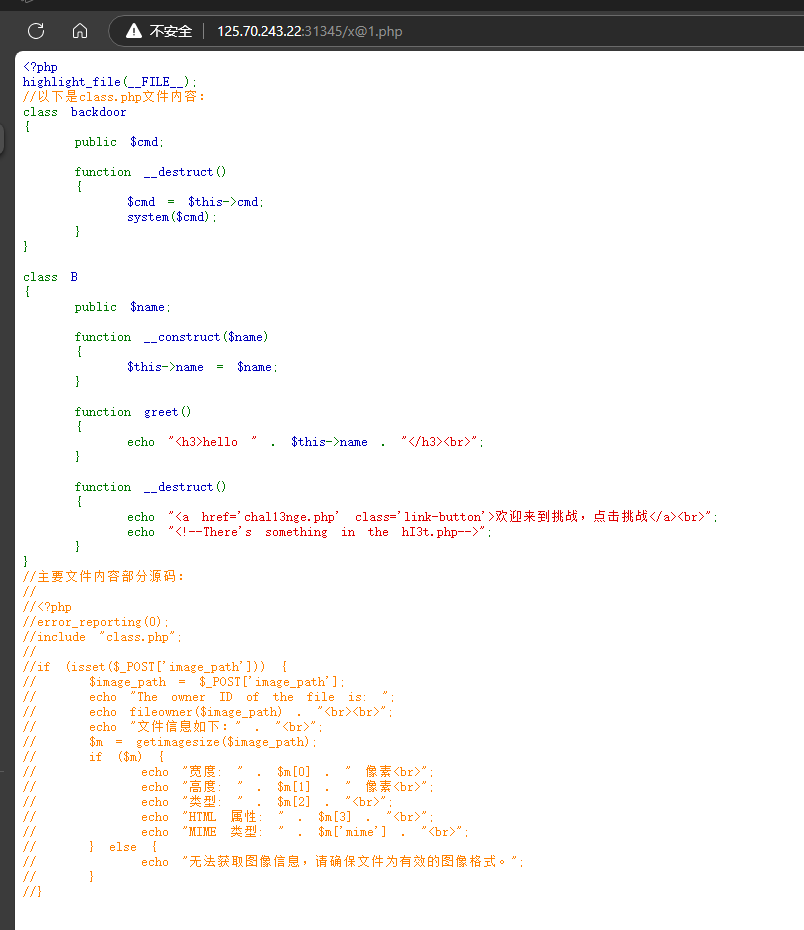 不安全 125.70.243.22:31345/x@1.php
<?php
highlight_file(__FILE__);
//以下是class.php文件内容：
class backdoor
{
public $cmd;
function __destruct()
{
$cmd = $this->cmd;
system($cmd);
}
}
class B
{
public $name;
function __construct($name)
{
$this->name = $name;
}
function greet()
{
echo "<h3>hello " . $this->name . "</h3><br>";
}
function __destruct()
{
echo "<a href='chal13nge.php' class='link-button'>欢迎来到挑战，点击挑战</a><br>";
echo "<!--There's something in the hI3t.php-->";
}
}
//主要文件内容部分源码：
//
//<?php
//error_reporting(0);
//include "class.php";
//
//if (isset($_POST['image_path'])) {
// $image_path = $_POST['image_path'];
// echo "The owner ID of the file is: ";
// echo fileowner($image_path) . "<br><br>";
// echo "文件信息如下：" . "<br>";
// $m = getimagesize($image_path);
// if ($m) {
// echo "宽度: " . $m[0] . " 像素<br>";
// echo "高度: " . $m[1] . " 像素<br>";
// echo "类型: " . $m[2] . "<br>";
// echo "HTML 属性: " . $m[3] . "<br>";
// echo "MIME 类型: " . $m['mime'] . "<br>";
// } else {
// echo "无法获取图像信息，请确保文件为有效的图像格式。";
// }
//}